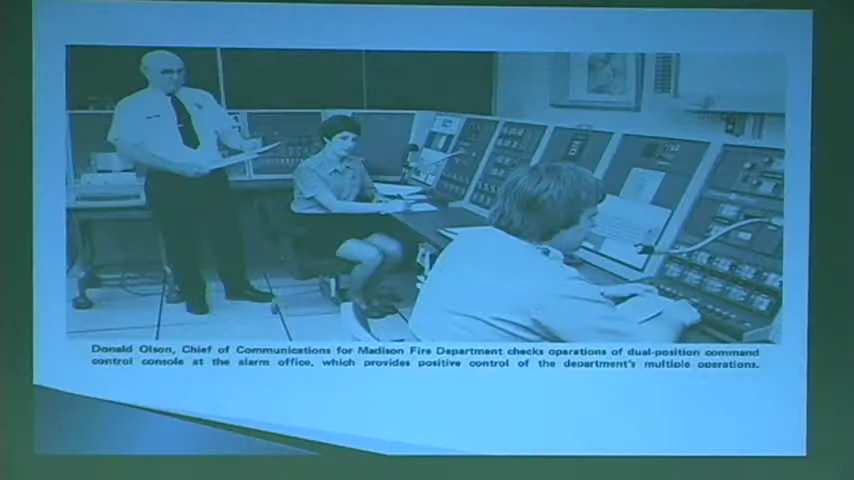 Donald Olson, Chief of Communications for Madison Fire Department checks operations of dual-position command
control console at the alarm office, which provides positive control of the department's multiple operations.